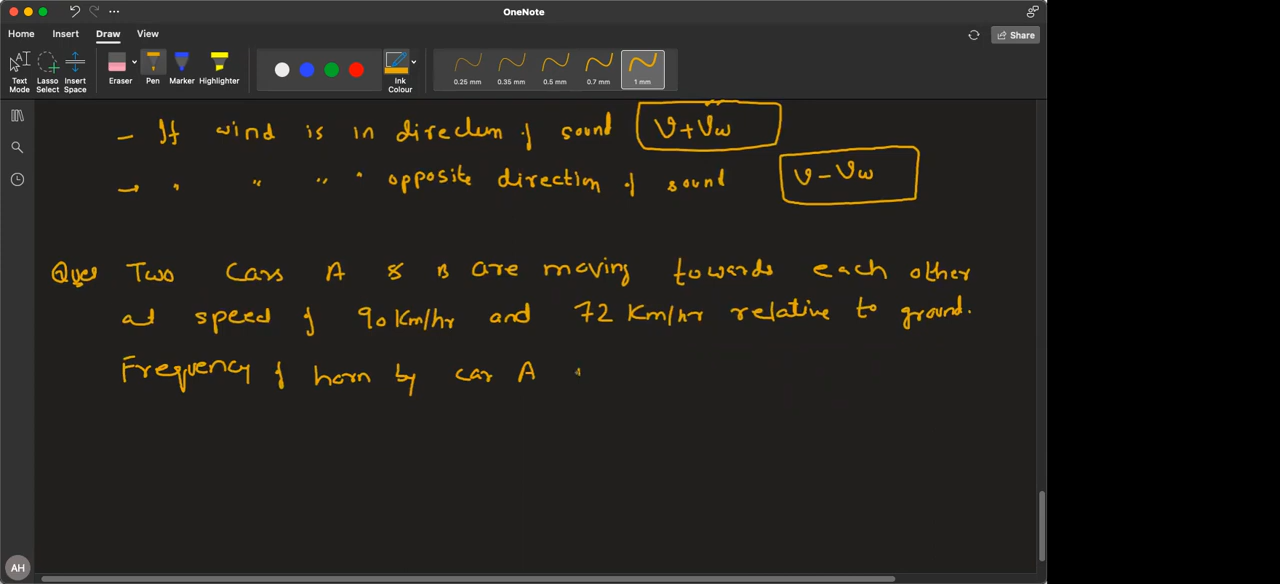 OneNote
Home Insert Draw View
Share
Text Mode
Lasso Select
Insert Space
Eraser
Pen
Marker
Highlighter
Ink Colour
0.25 mm
0.35 mm
0.5 mm
0.7 mm
1 mm
- If wind is in direction of sound V+Vw
→ " " " " opposite direction of sound V-Vw
Ques Two Cars A & B are moving towards each other
at speed of 90 Km/hr and 72 Km/hr relative to ground.
Frequency of horn by car A
AH